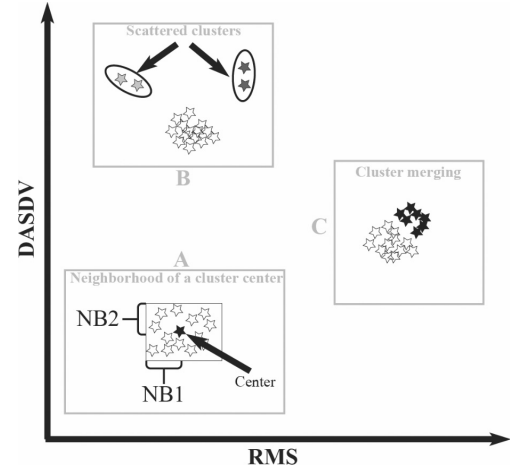 Scattered clusters
B
Cluster merging
C
DASDV
A
Neighborhood of a cluster center
NB2
Center
NB1
RMS